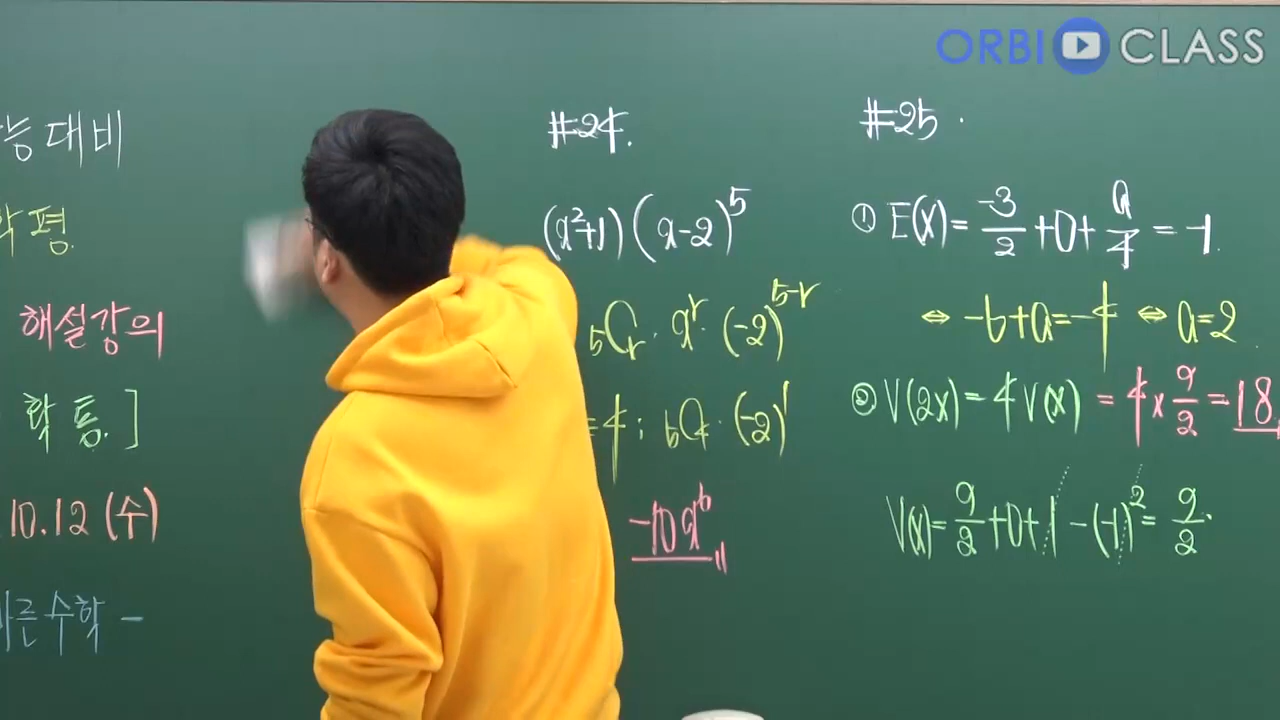 ORBI CLASS
능대비
학평.
해설강의
학통.]
10.12 (수)
바른수학 -
#24.
(x²+1)(x-2)⁵
₅Cᵣ · xʳ · (-2)⁵⁻ʳ
=4 ; ₅C₄ · (-2)¹
-10x⁶
#25.
① E(X) = -3/2 + 0 + a/4 = -1.
⇔ -6+a=-4 ⇔ a=2.
② V(2X) = 4V(X) = 4 × 9/2 = 18
V(X) = 9/2 + 0 + 1 - (-1)² = 9/2.